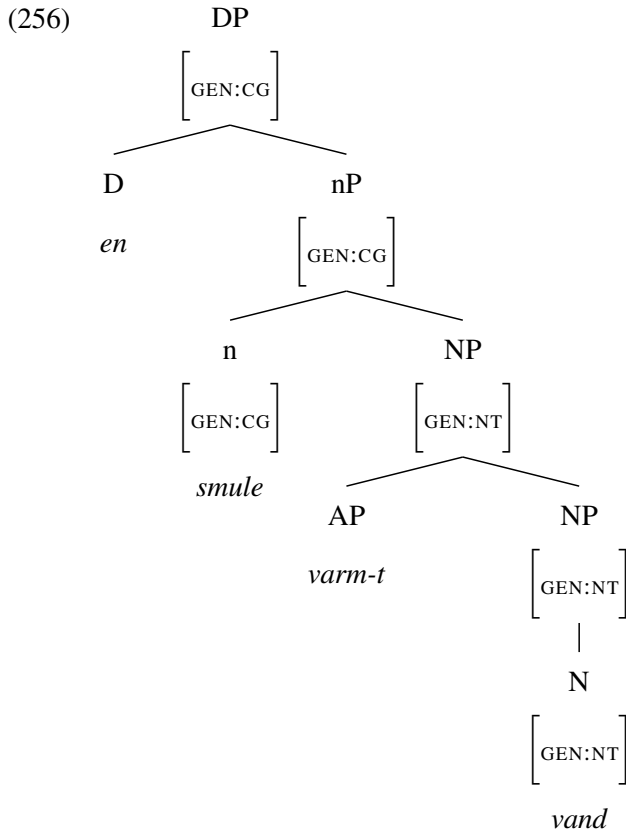 (256) DP
[GEN:CG]
D nP
en [GEN:CG]
n NP
[GEN:CG] [GEN:NT]
smule
AP NP
varm-t [GEN:NT]
N
[GEN:NT]
vand